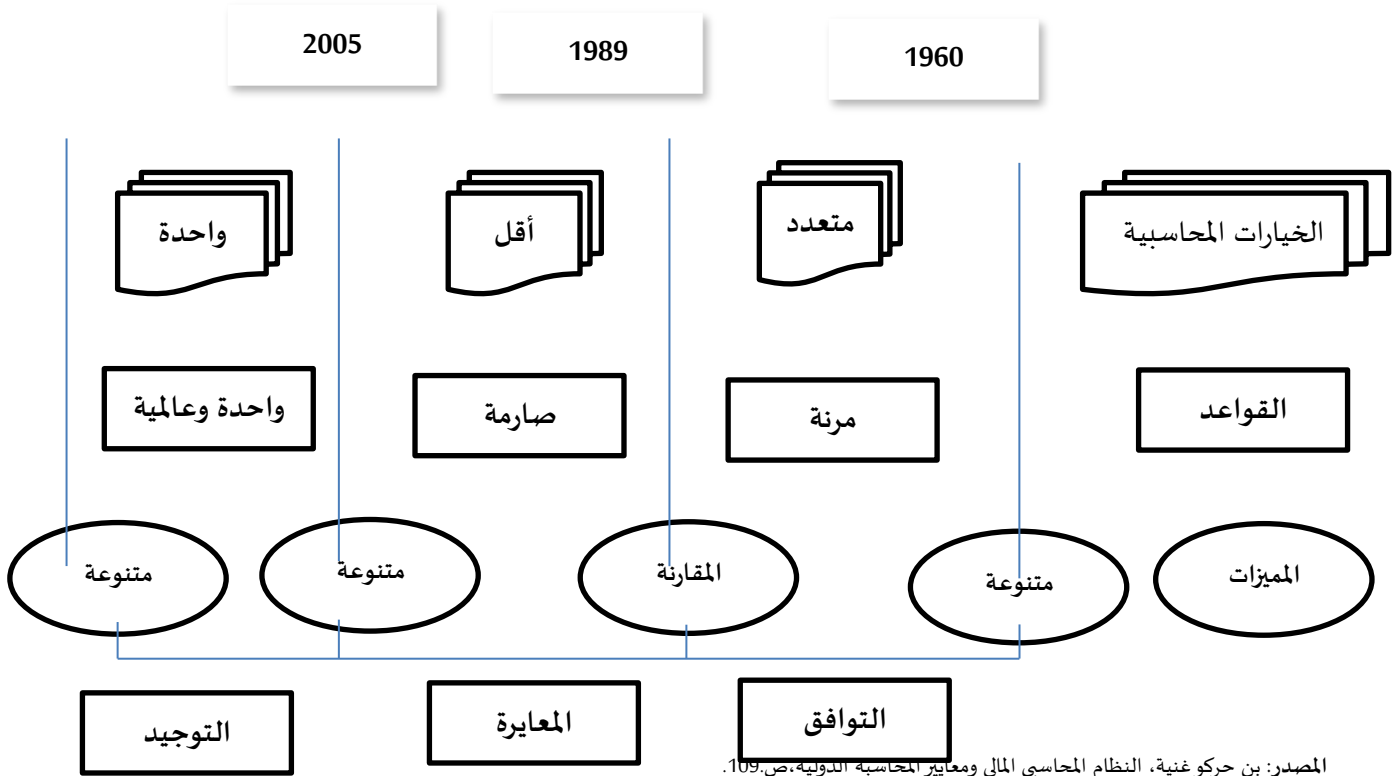 1960
1989
2005
الخيارات المحاسبية
متعدد
أقل
واحدة
القواعد
مرنة
صارمة
واحدة وعالمية
المميزات
متنوعة
المقارنة
متنوعة
متنوعة
التوافق
المعايرة
التوجيد
المصدر: بن حركو غنية، النظام المحاسبي المالي ومعايير المحاسبة الدولية،ص.109.